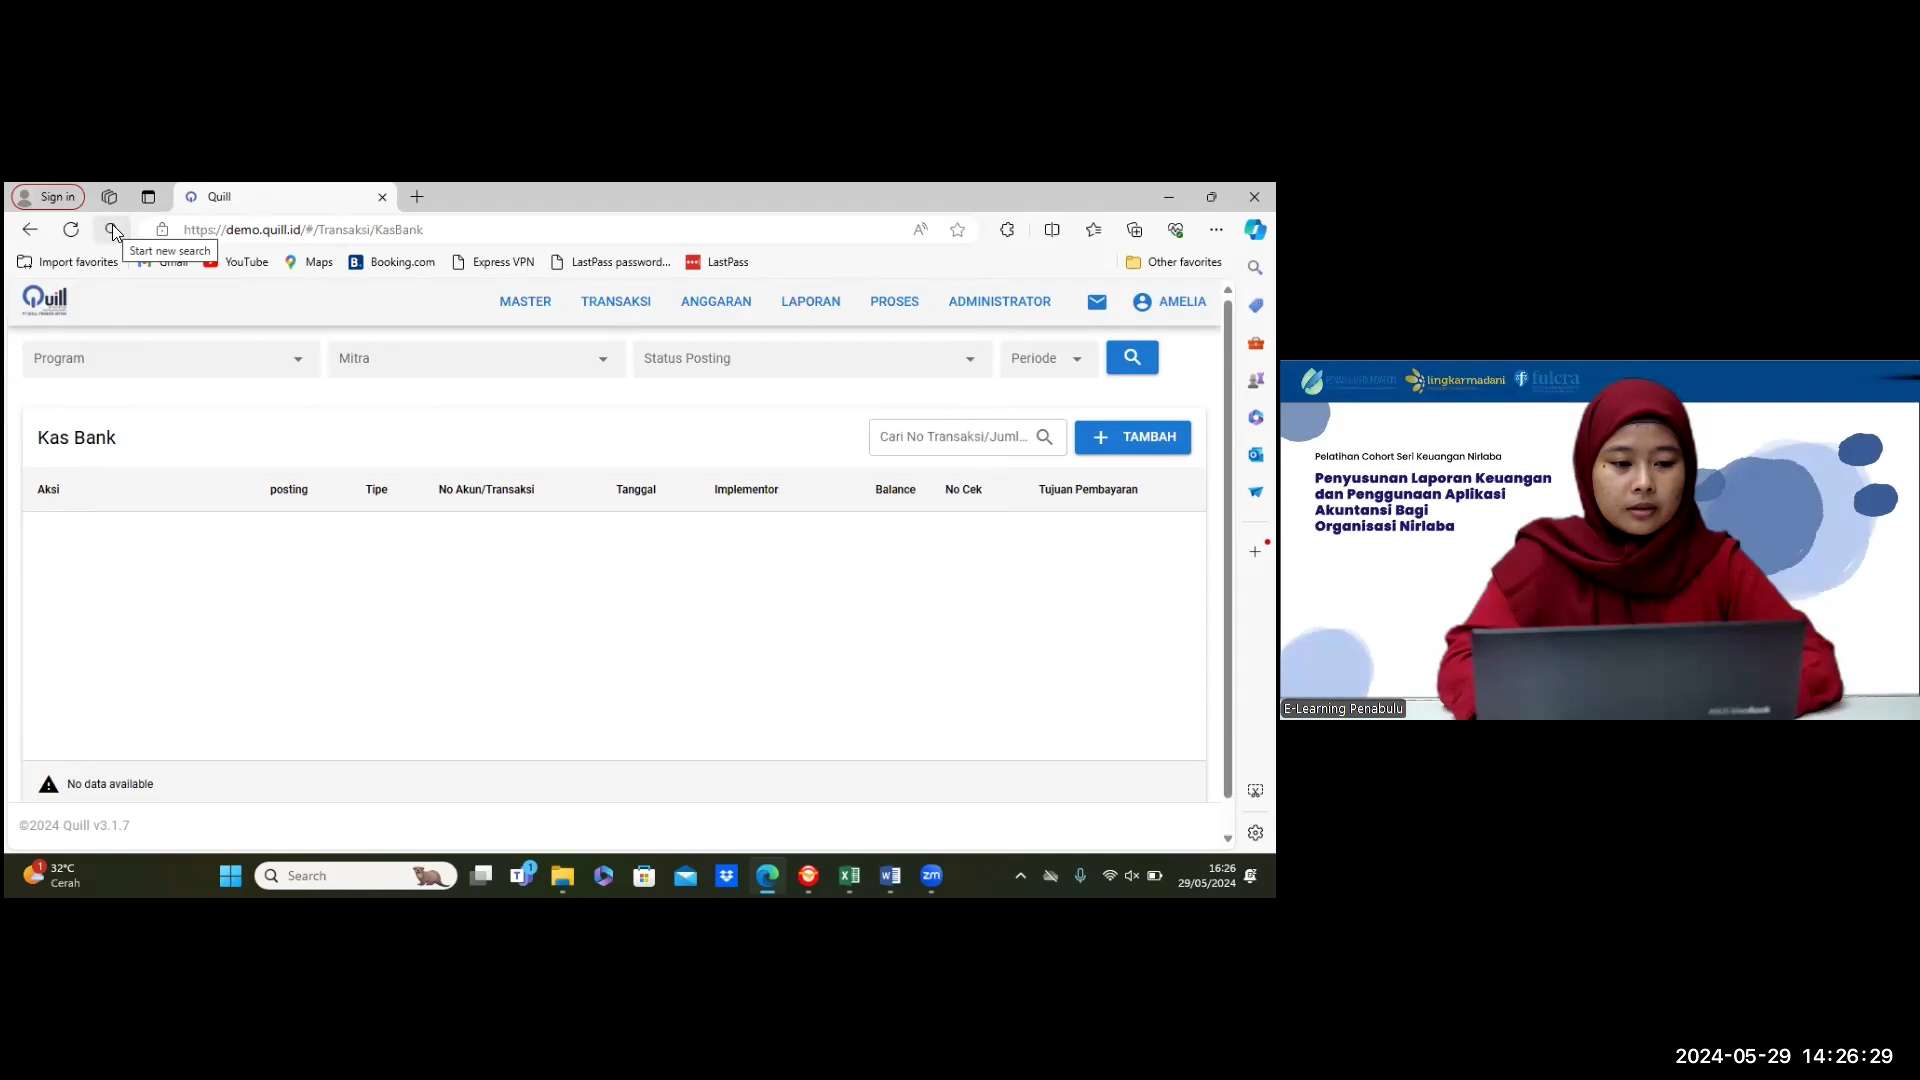 Sign in
Quill
https://demo.quill.id/#/Transaksi/KasBank
Start new search
Import favorites
Gmail
YouTube
Maps
Booking.com
Express VPN
LastPass password...
LastPass
Other favorites
Quill
MASTER
TRANSAKSI
ANGGARAN
LAPORAN
PROSES
ADMINISTRATOR
AMELIA
Program
Mitra
Status Posting
Periode
Kas Bank
Cari No Transaksi/Juml...
TAMBAH
Aksi
posting
Tipe
No Akun/Transaksi
Tanggal
Implementor
Balance
No Cek
Tujuan Pembayaran
No data available
©2024 Quill v3.1.7
1
32°C
Cerah
Search
1
zm
16:26
29/05/2024
lingkarmadani
fulcra
Pelatihan Cohort Seri Keuangan Nirlaba
Penyusunan Laporan Keuangan
dan Penggunaan Aplikasi
Akuntansi Bagi
Organisasi Nirlaba
E-Learning Penabulu
2024-05-29 14:26:29